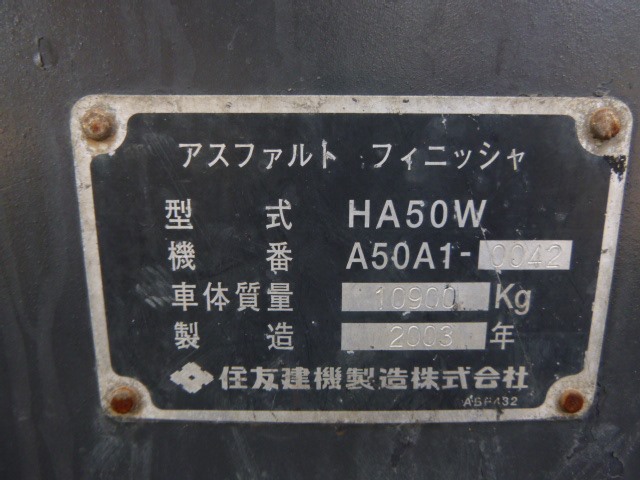 アスファルト フィニッシャ
型式 HA50W
機番 A50A1-0042
車体質量 10900 Kg
製造 2003 年
住友建機製造株式会社